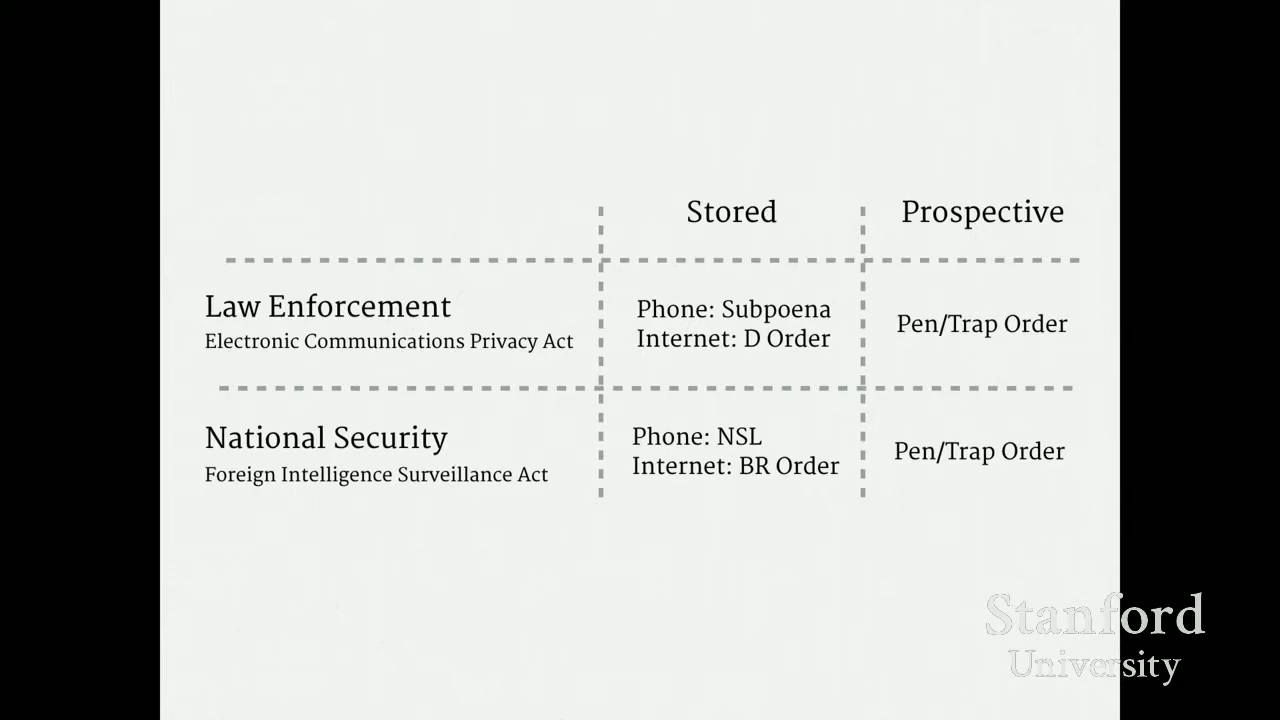 Stored
Prospective
Law Enforcement
Electronic Communications Privacy Act
Phone: Subpoena
Internet: D Order
Pen/Trap Order
National Security
Foreign Intelligence Surveillance Act
Phone: NSL
Internet: BR Order
Pen/Trap Order
Stanford
University